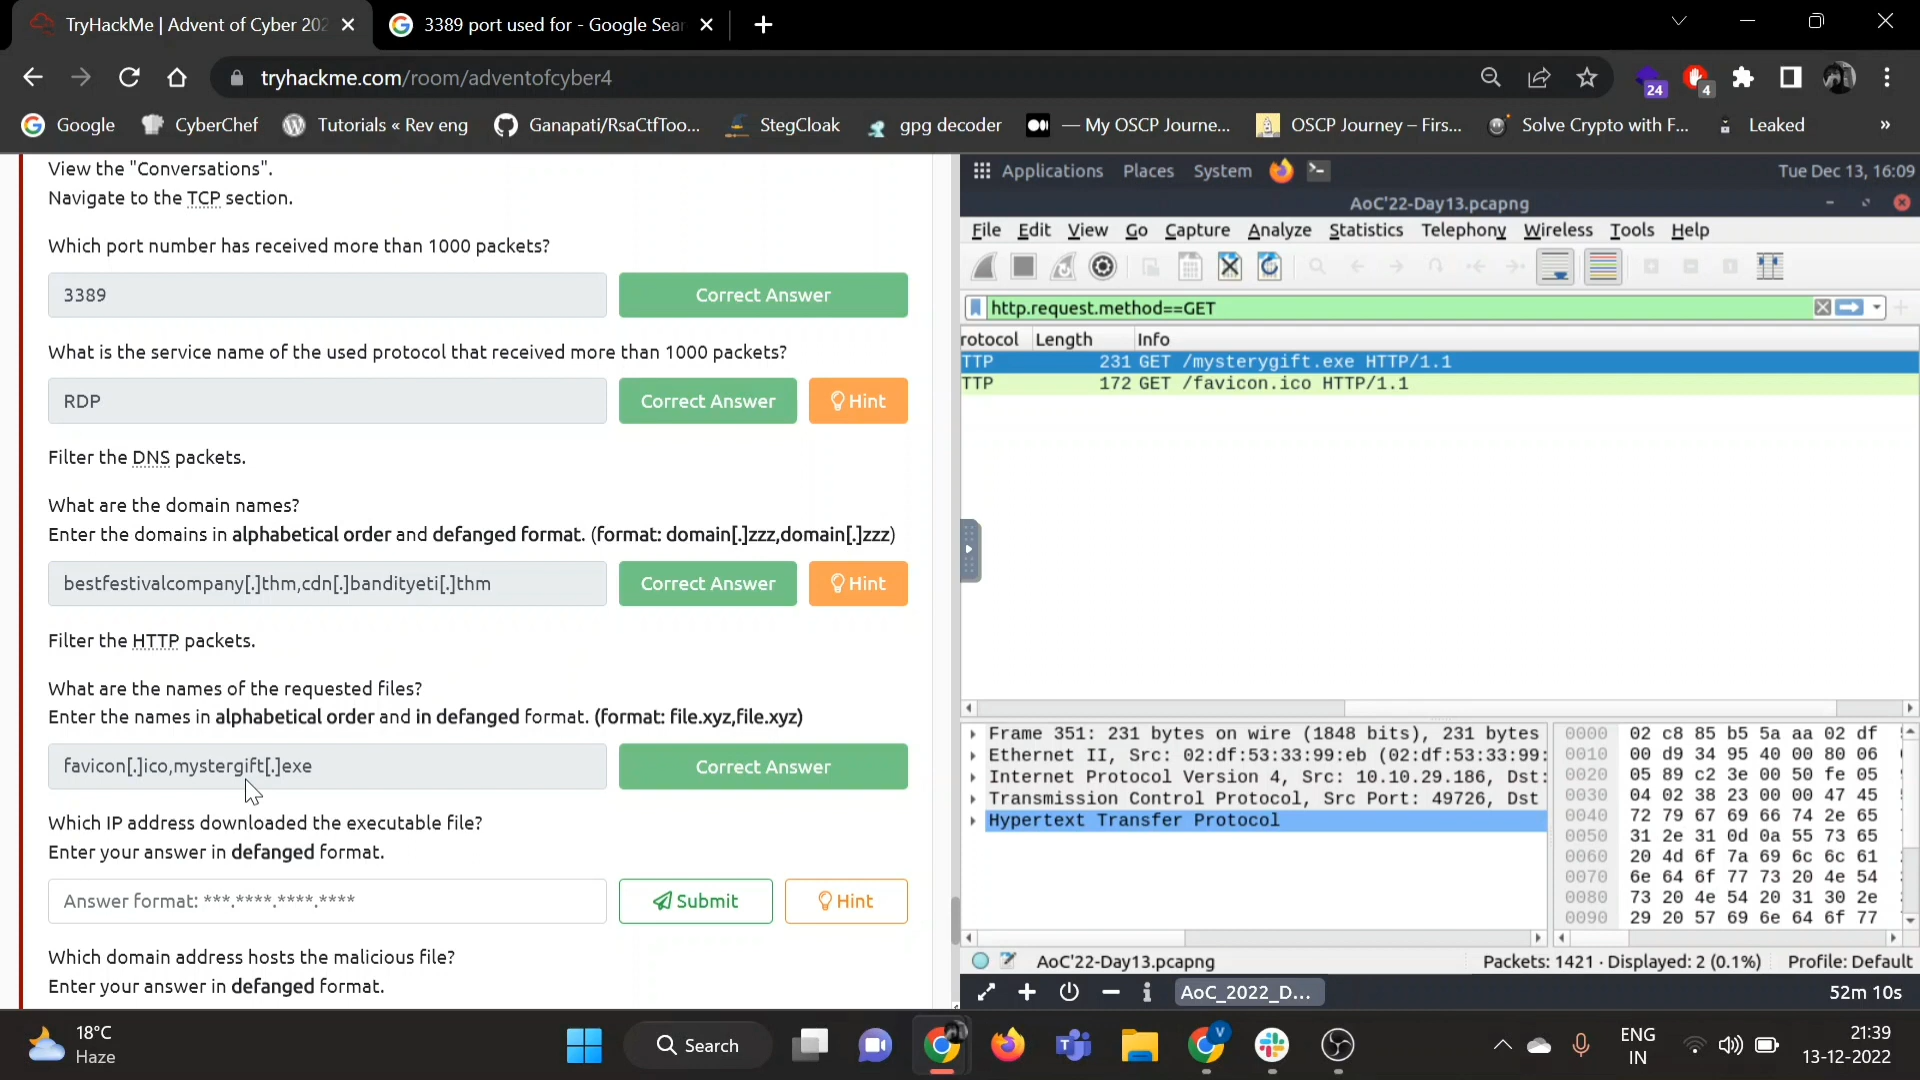 TryHackMe | Advent of Cyber 202
3389 port used for - Google Sear
tryhackme.com/room/adventofcyber4
24
4
Google
CyberChef
Tutorials « Rev eng
Ganapati/RsaCtfToo...
StegCloak
gpg decoder
— My OSCP Journe...
OSCP Journey – Firs...
Solve Crypto with F...
Leaked
»
View the "Conversations".
Navigate to the TCP section.
Which port number has received more than 1000 packets?
3389
Correct Answer
What is the service name of the used protocol that received more than 1000 packets?
RDP
Correct Answer
Hint
Filter the DNS packets.
What are the domain names?
Enter the domains in alphabetical order and defanged format. (format: domain[.]zzz,domain[.]zzz)
bestfestivalcompany[.]thm,cdn[.]bandityeti[.]thm
Correct Answer
Hint
Filter the HTTP packets.
What are the names of the requested files?
Enter the names in alphabetical order and in defanged format. (format: file.xyz,file.xyz)
favicon[.]ico,mystergift[.]exe
Correct Answer
Which IP address downloaded the executable file?
Enter your answer in defanged format.
Answer format: ***.****.****.****
Submit
Hint
Which domain address hosts the malicious file?
Enter your answer in defanged format.
Applications Places System
Tue Dec 13, 16:09
AoC'22-Day13.pcapng
File Edit View Go Capture Analyze Statistics Telephony Wireless Tools Help
http.request.method==GET
rotocol Length Info
TTP 231 GET /mysterygift.exe HTTP/1.1
TTP 172 GET /favicon.ico HTTP/1.1
Frame 351: 231 bytes on wire (1848 bits), 231 bytes
Ethernet II, Src: 02:df:53:33:99:eb (02:df:53:33:99:
Internet Protocol Version 4, Src: 10.10.29.186, Dst:
Transmission Control Protocol, Src Port: 49726, Dst
Hypertext Transfer Protocol
0000 02 c8 85 b5 5a aa 02 df
0010 00 d9 34 95 40 00 80 06
0020 05 89 c2 3e 00 50 fe 05
0030 04 02 38 23 00 00 47 45
0040 72 79 67 69 66 74 2e 65
0050 31 2e 31 0d 0a 55 73 65
0060 20 4d 6f 7a 69 6c 6c 61
0070 6e 64 6f 77 73 20 4e 54
0080 73 20 4e 54 20 31 30 2e
0090 29 20 57 69 6e 64 6f 77
AoC'22-Day13.pcapng
Packets: 1421 · Displayed: 2 (0.1%)
Profile: Default
AoC_2022_D...
52m 10s
18°C
Haze
Search
ENG
IN
21:39
13-12-2022